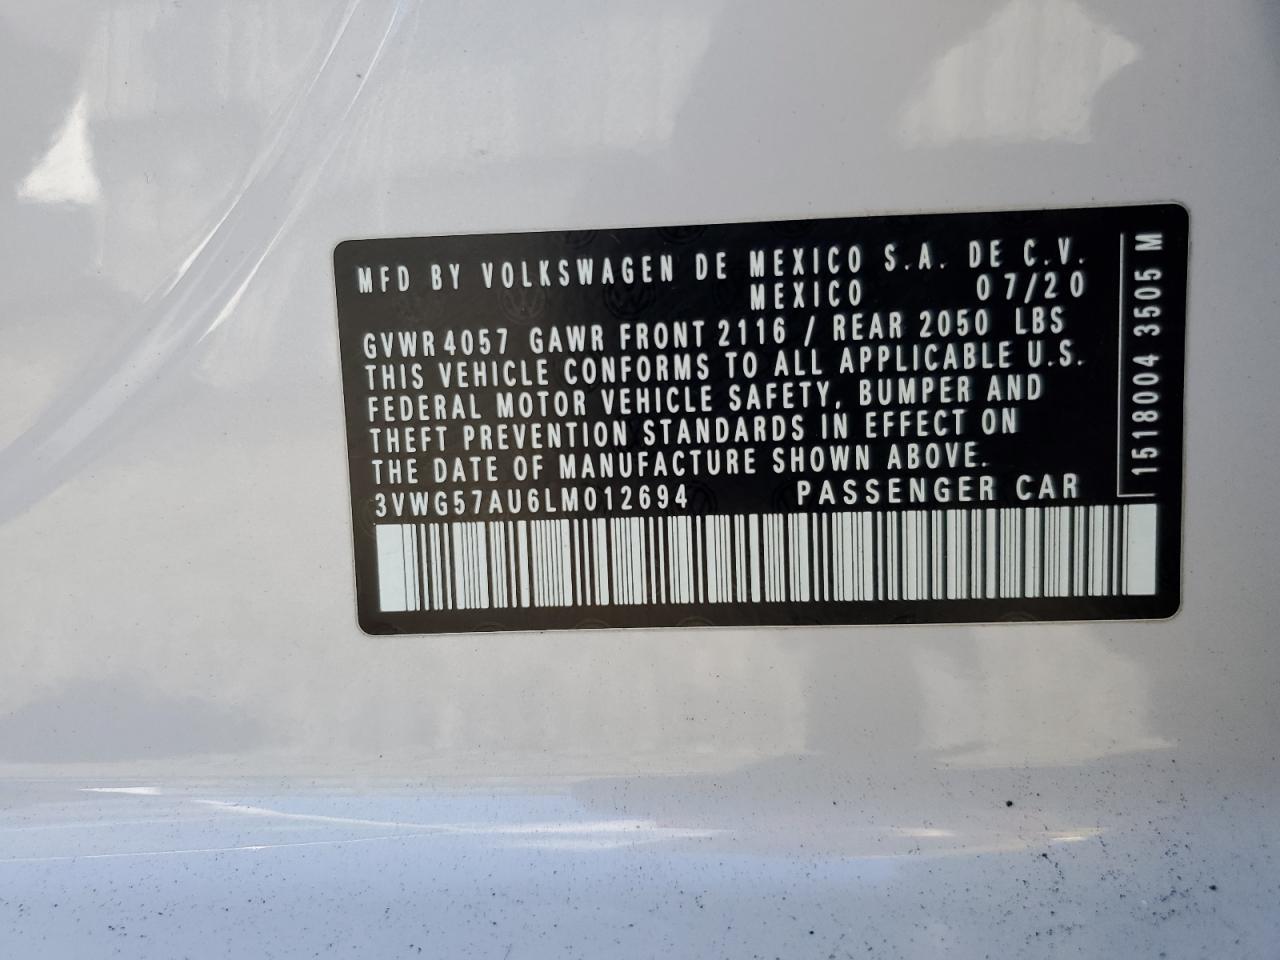 MFD BY VOLKSWAGEN DE MEXICO S.A. DE C.V.
MEXICO 07/20
GVWR 4057 GAWR FRONT 2116 / REAR 2050 LBS
THIS VEHICLE CONFORMS TO ALL APPLICABLE U.S.
FEDERAL MOTOR VEHICLE SAFETY, BUMPER AND
THEFT PREVENTION STANDARDS IN EFFECT ON
THE DATE OF MANUFACTURE SHOWN ABOVE.
3VWG57AU6LM012694 PASSENGER CAR
1518004 3505 M